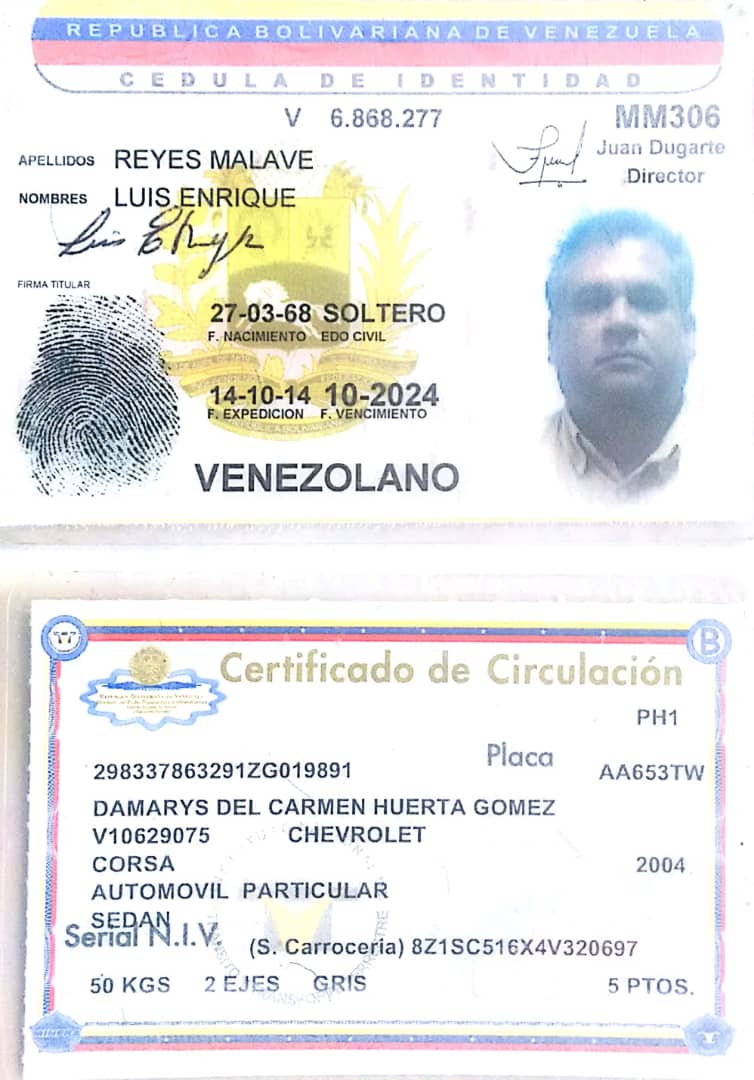 REPUBLICA BOLIVARIANA DE VENEZUELA
CEDULA DE IDENTIDAD
V 6.868.277
MM306
Juan Dugarte
Director
APELLIDOS REYES MALAVE
NOMBRES LUIS ENRIQUE
FIRMA TITULAR
27-03-68 SOLTERO
F. NACIMIENTO EDO CIVIL
14-10-14 10-2024
F. EXPEDICION F. VENCIMIENTO
VENEZOLANO
B
Certificado de Circulación
PH1
Placa
298337863291ZG019891 AA653TW
DAMARYS DEL CARMEN HUERTA GOMEZ
V10629075 CHEVROLET
CORSA 2004
AUTOMOVIL PARTICULAR
SEDAN
Serial N.I.V. (S. Carroceria) 8Z1SC516X4V320697
50 KGS 2 EJES GRIS 5 PTOS.